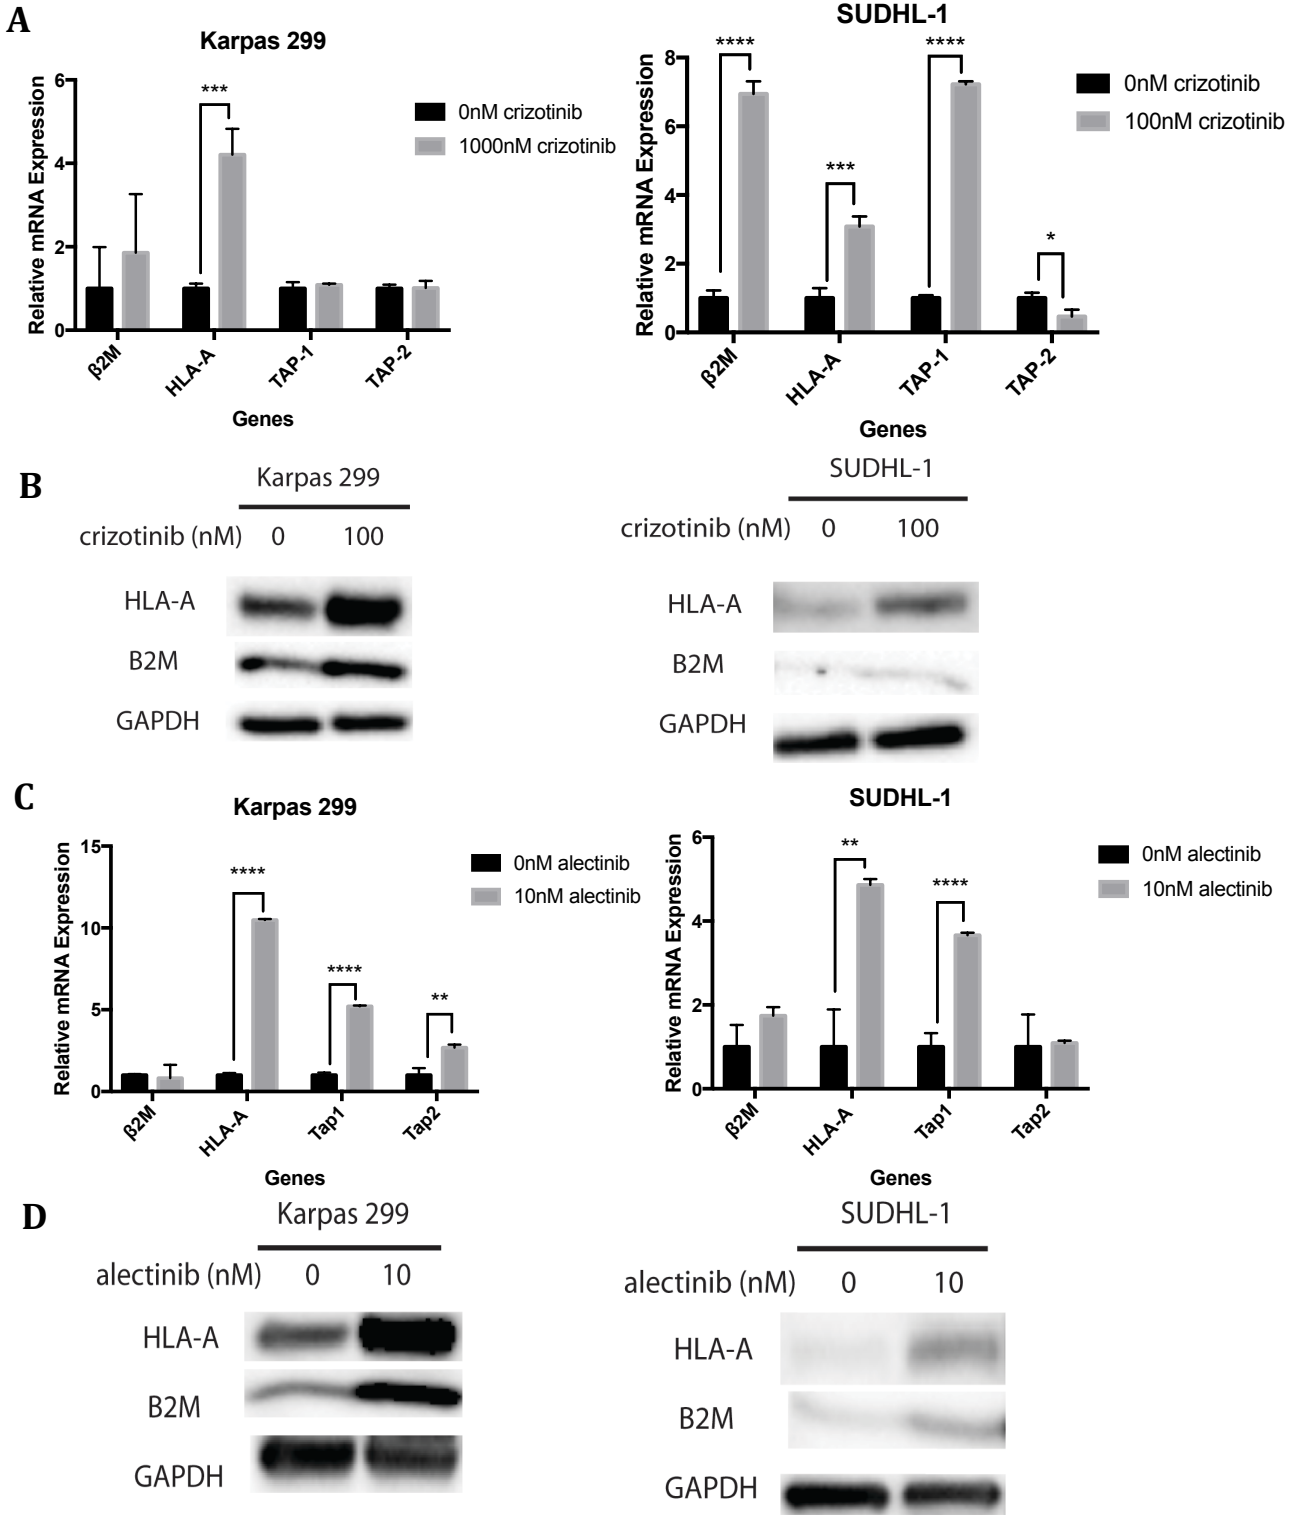 A
Karpas 299
Relative mRNA Expression
6
4
2
0
***
0nM crizotinib
1000nM crizotinib
β2M
HLA-A
TAP-1
TAP-2
Genes
SUDHL-1
Relative mRNA Expression
8
6
4
2
0
****
***
****
*
0nM crizotinib
100nM crizotinib
β2M
HLA-A
TAP-1
TAP-2
Genes
B
Karpas 299
crizotinib (nM) 0 100
HLA-A
B2M
GAPDH
SUDHL-1
crizotinib (nM) 0 100
HLA-A
B2M
GAPDH
C
Karpas 299
Relative mRNA Expression
15
10
5
0
****
****
**
0nM alectinib
10nM alectinib
β2M
HLA-A
Tap1
Tap2
Genes
SUDHL-1
Relative mRNA Expression
6
4
2
0
**
****
0nM alectinib
10nM alectinib
β2M
HLA-A
Tap1
Tap2
Genes
D
Karpas 299
alectinib (nM) 0 10
HLA-A
B2M
GAPDH
SUDHL-1
alectinib (nM) 0 10
HLA-A
B2M
GAPDH